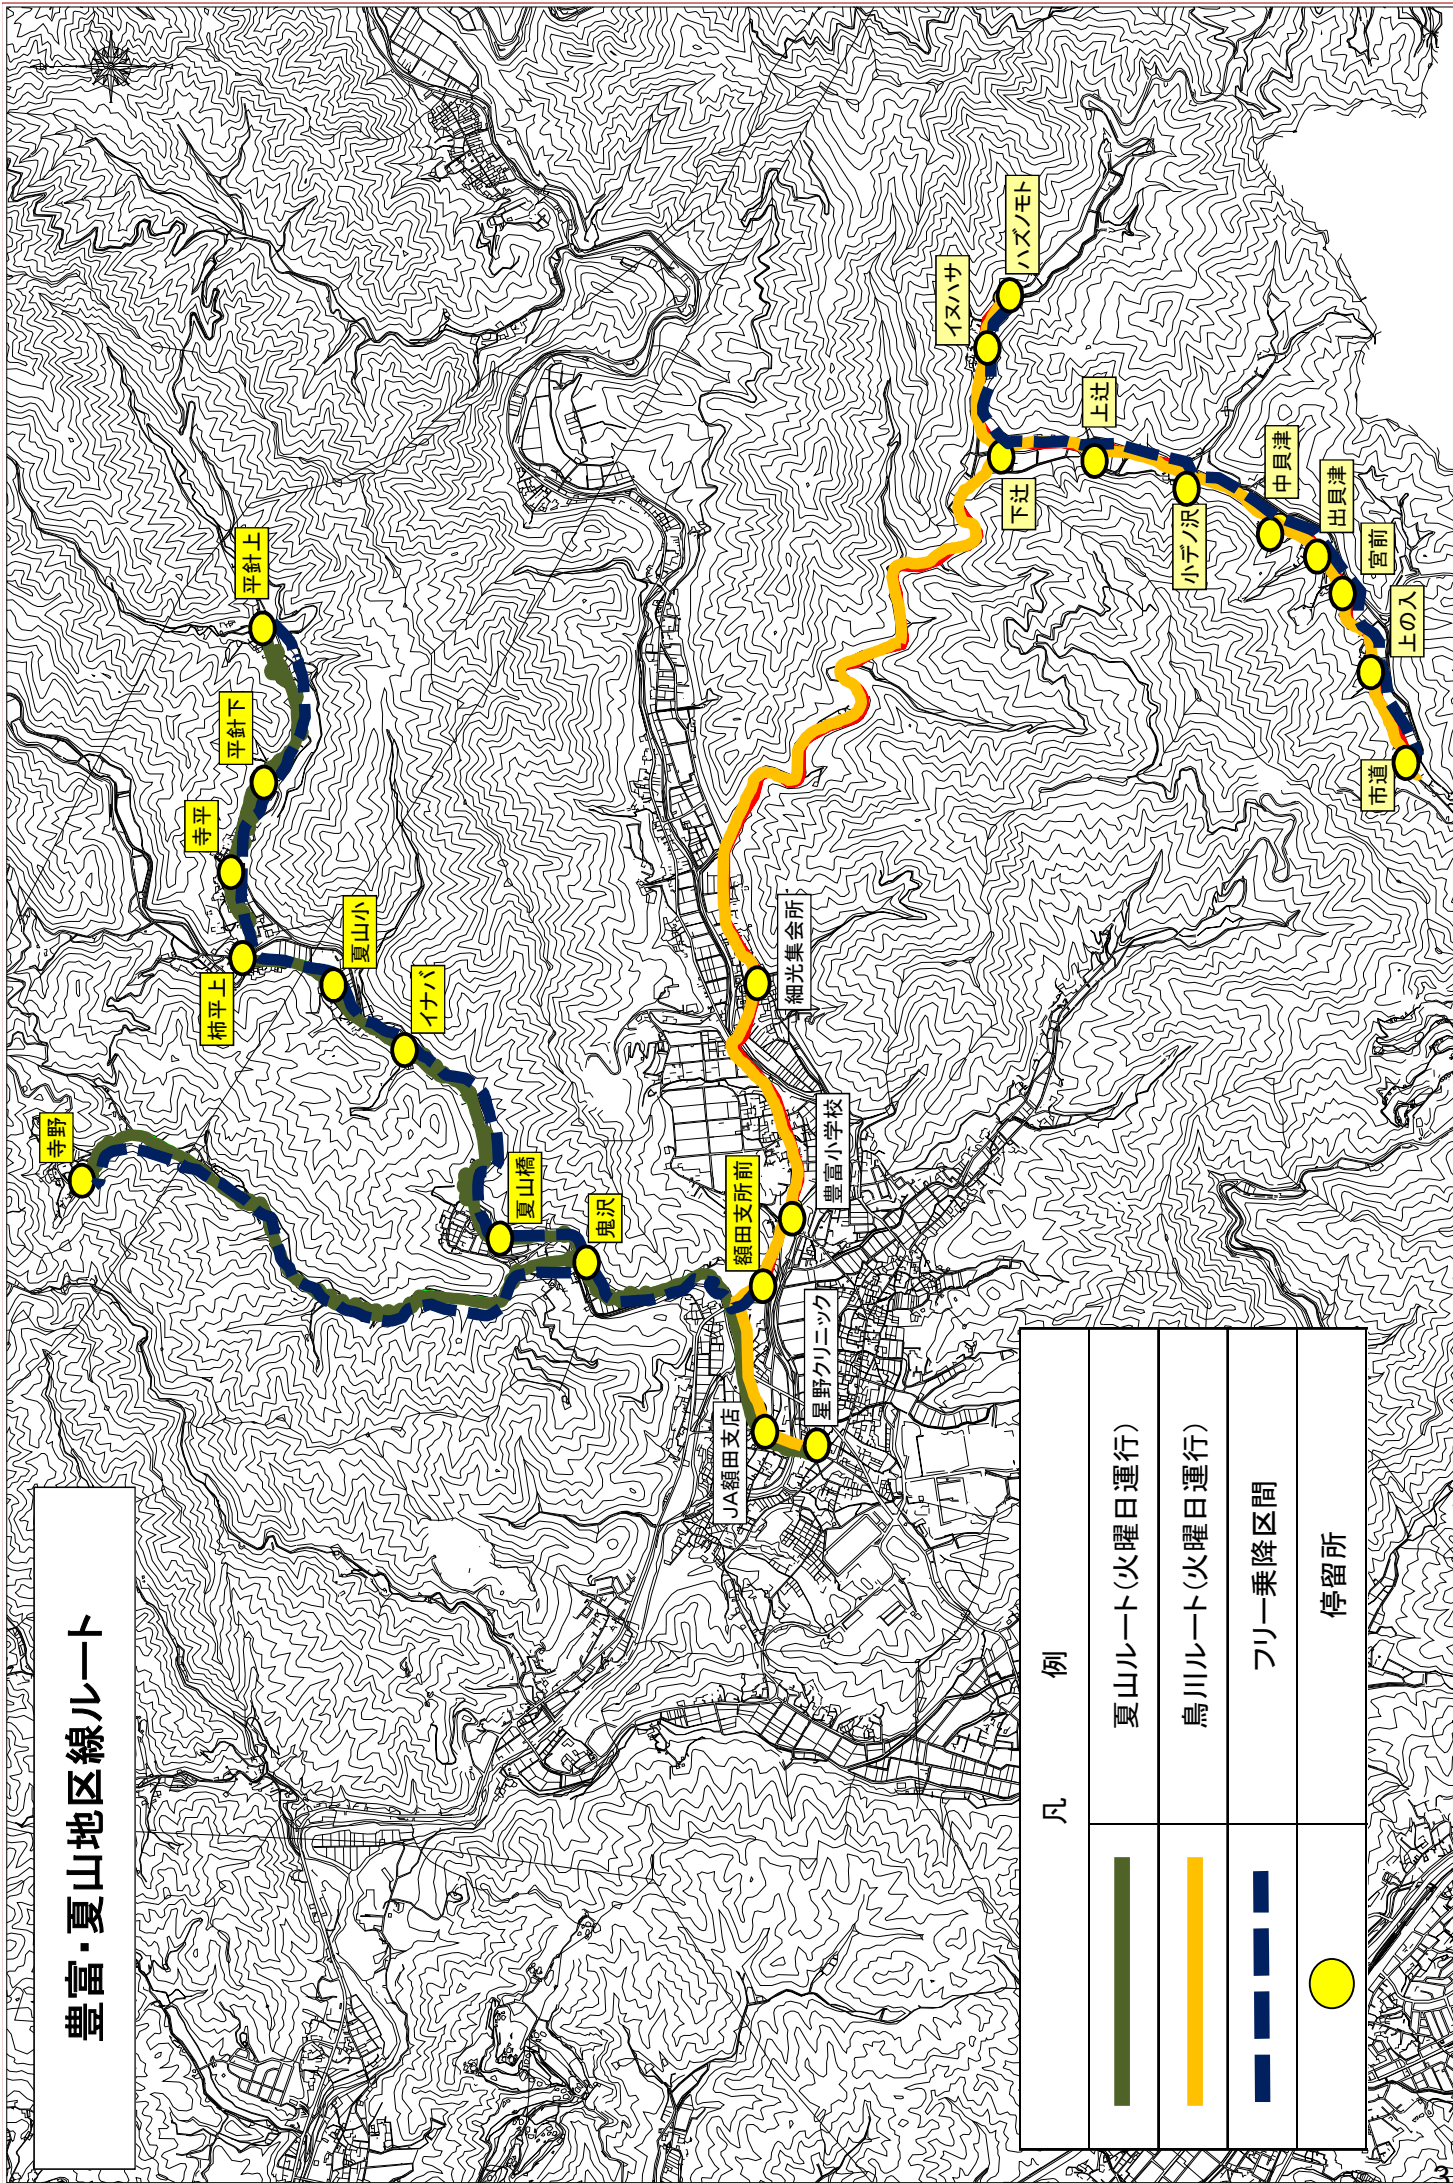 豊富・夏山地区線ルート
寺野
柿平上
寺平
平針下
平針上
夏山小
イナバ
夏山橋
鬼沢
額田支所前
JA額田支店
星野クリニック
豊富小学校
細光集会所
イヌハサ
ハズノモト
下辻
上辻
小デノ沢
中貝津
出貝津
宮前
上の入
市道
凡 例
夏山ルート（火曜日運行）
鳥川ルート（火曜日運行）
フリー乗降区間
停留所